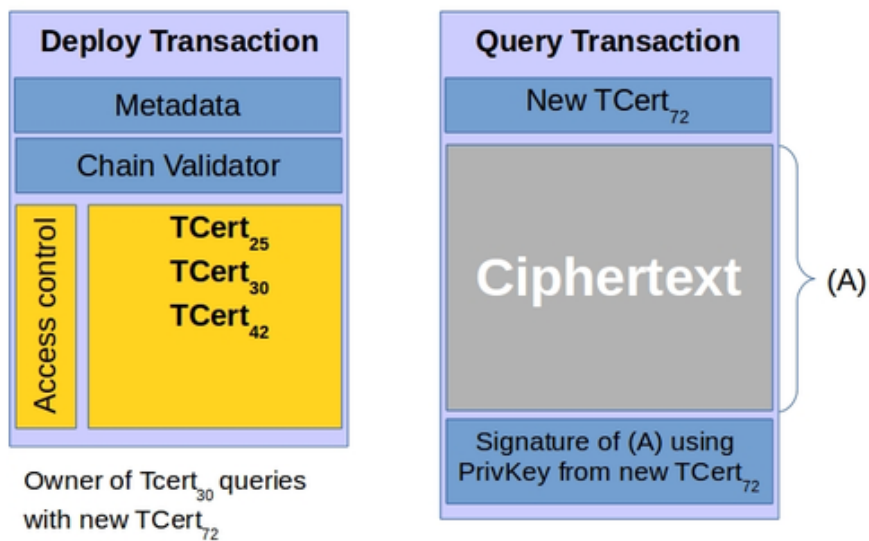 Deploy Transaction
Metadata
Chain Validator
Access control
TCert25
TCert30
TCert42
Owner of Tcert30 queries
with new TCert72
Query Transaction
New TCert72
Ciphertext
(A)
Signature of (A) using
PrivKey from new TCert72